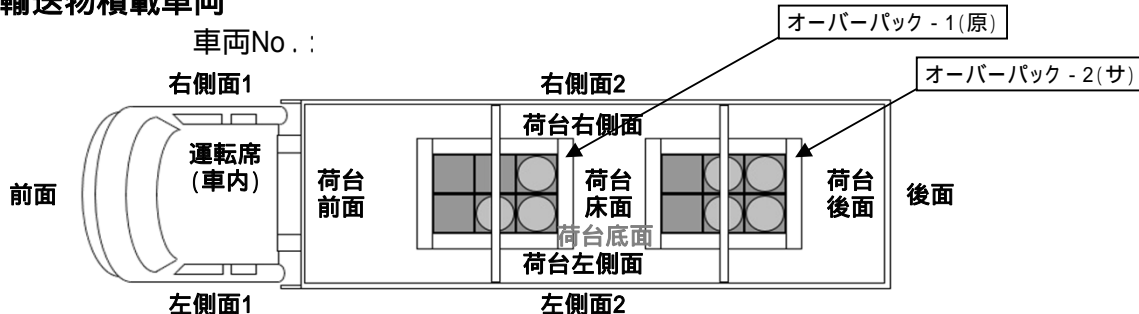 輸送物積載車両
車両No.:
オーバーパック - 1(原)
オーバーパック - 2(サ)
右側面1
右側面2
荷台右側面
運転席
(車内)
前面
荷台
前面
荷台
床面
荷台
後面
後面
荷台底面
荷台左側面
左側面1
左側面2